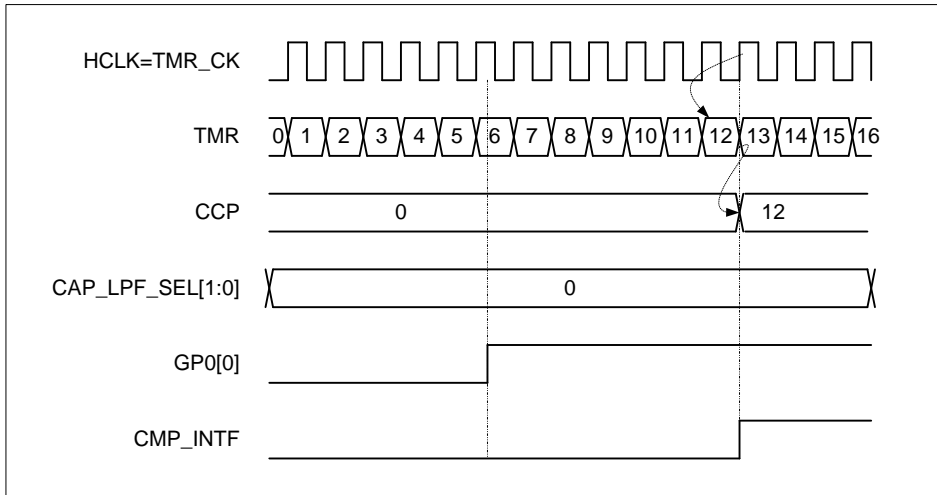 HCLK=TMR_CK
TMR 0 1 2 3 4 5 6 7 8 9 10 11 12 13 14 15 16
CCP 0 12
CAP_LPF_SEL[1:0] 0
GP0[0]
CMP_INTF